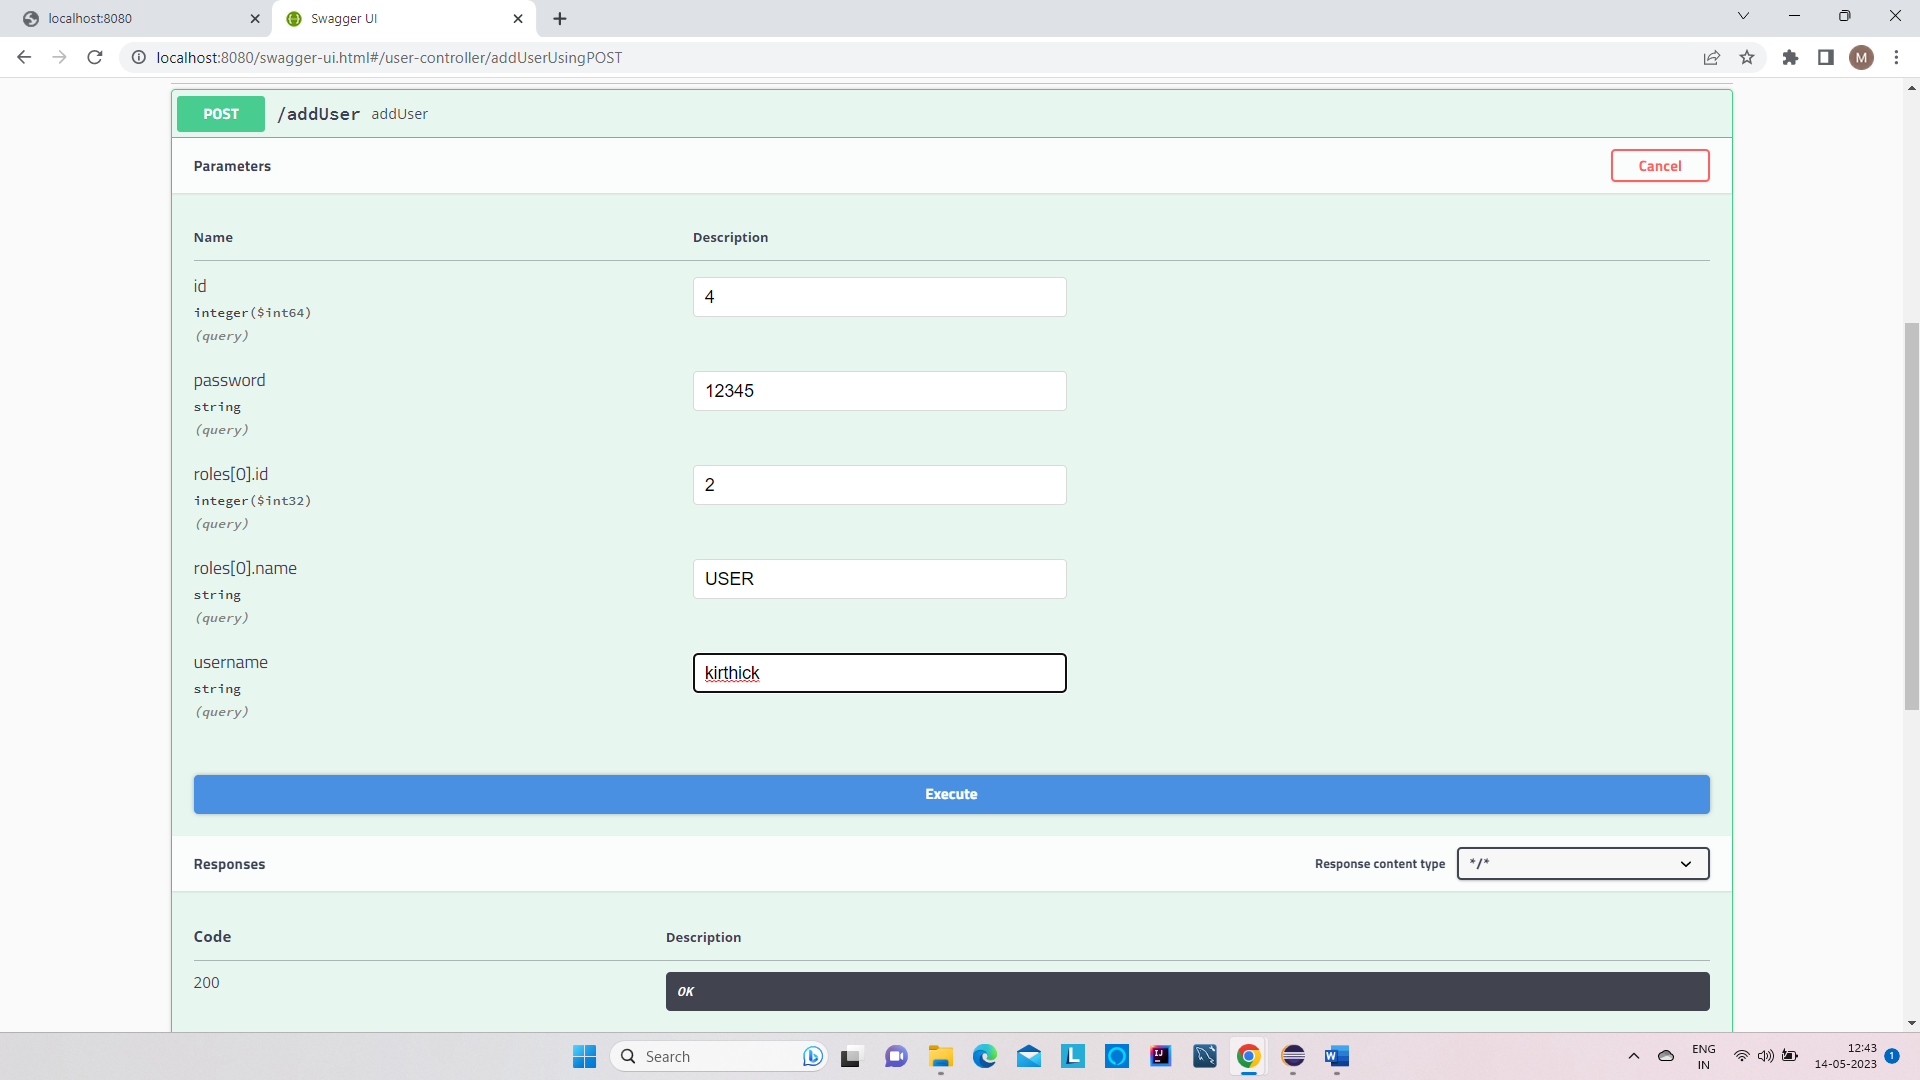 localhost:8080
Swagger UI
localhost:8080/swagger-ui.html#/user-controller/addUserUsingPOST
M
POST /addUser addUser
Parameters
Cancel
Name Description
id
integer($int64)
(query)
4
password
string
(query)
12345
roles[0].id
integer($int32)
(query)
2
roles[0].name
string
(query)
USER
username
string
(query)
kirthick
Execute
Responses
Response content type */*
Code Description
200 OK
Search
ENG
IN
12:43
14-05-2023
1